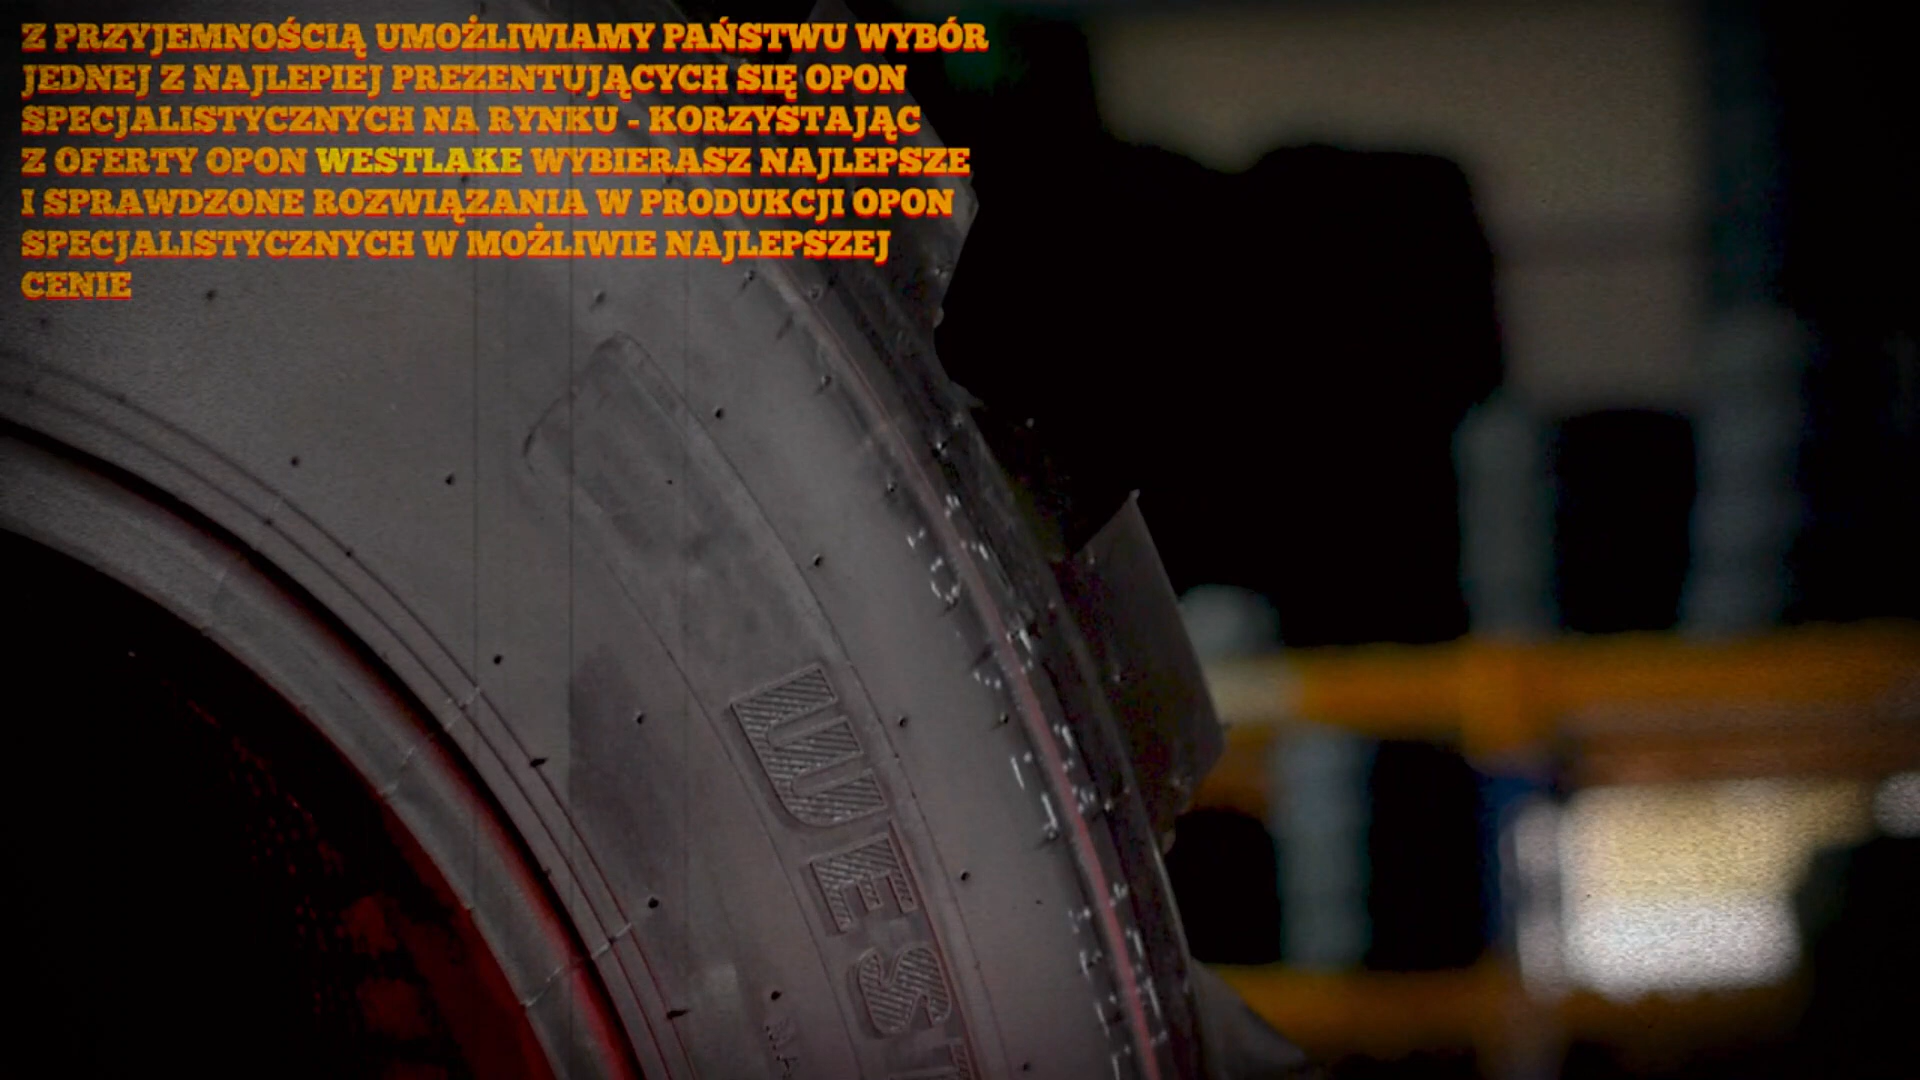 Z PRZYJEMNOŚCIĄ UMOŻLIWIAMY PAŃSTWU WYBÓR
JEDNEJ Z NAJLEPIEJ PREZENTUJĄCYCH SIĘ OPON
SPECJALISTYCZNYCH NA RYNKU - KORZYSTAJĄC
Z OFERTY OPON WESTLAKE WYBIERASZ NAJLEPSZE
I SPRAWDZONE ROZWIĄZANIA W PRODUKCJI OPON
SPECJALISTYCZNYCH W MOŻLIWIE NAJLEPSZEJ
CENIE
WEST